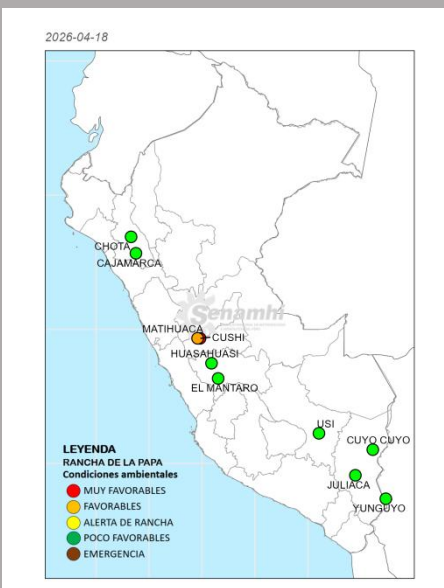 2026-04-18
CHOTA
CAJAMARCA
Senamhi
MATIHUACA
CUSHI
HUASAHUASI
EL MANTARO
USI
CUYO CUYO
JULIACA
YUNGUYO
LEYENDA
RANCHA DE LA PAPA
Condiciones ambientales
MUY FAVORABLES
FAVORABLES
ALERTA DE RANCHA
POCO FAVORABLES
EMERGENCIA